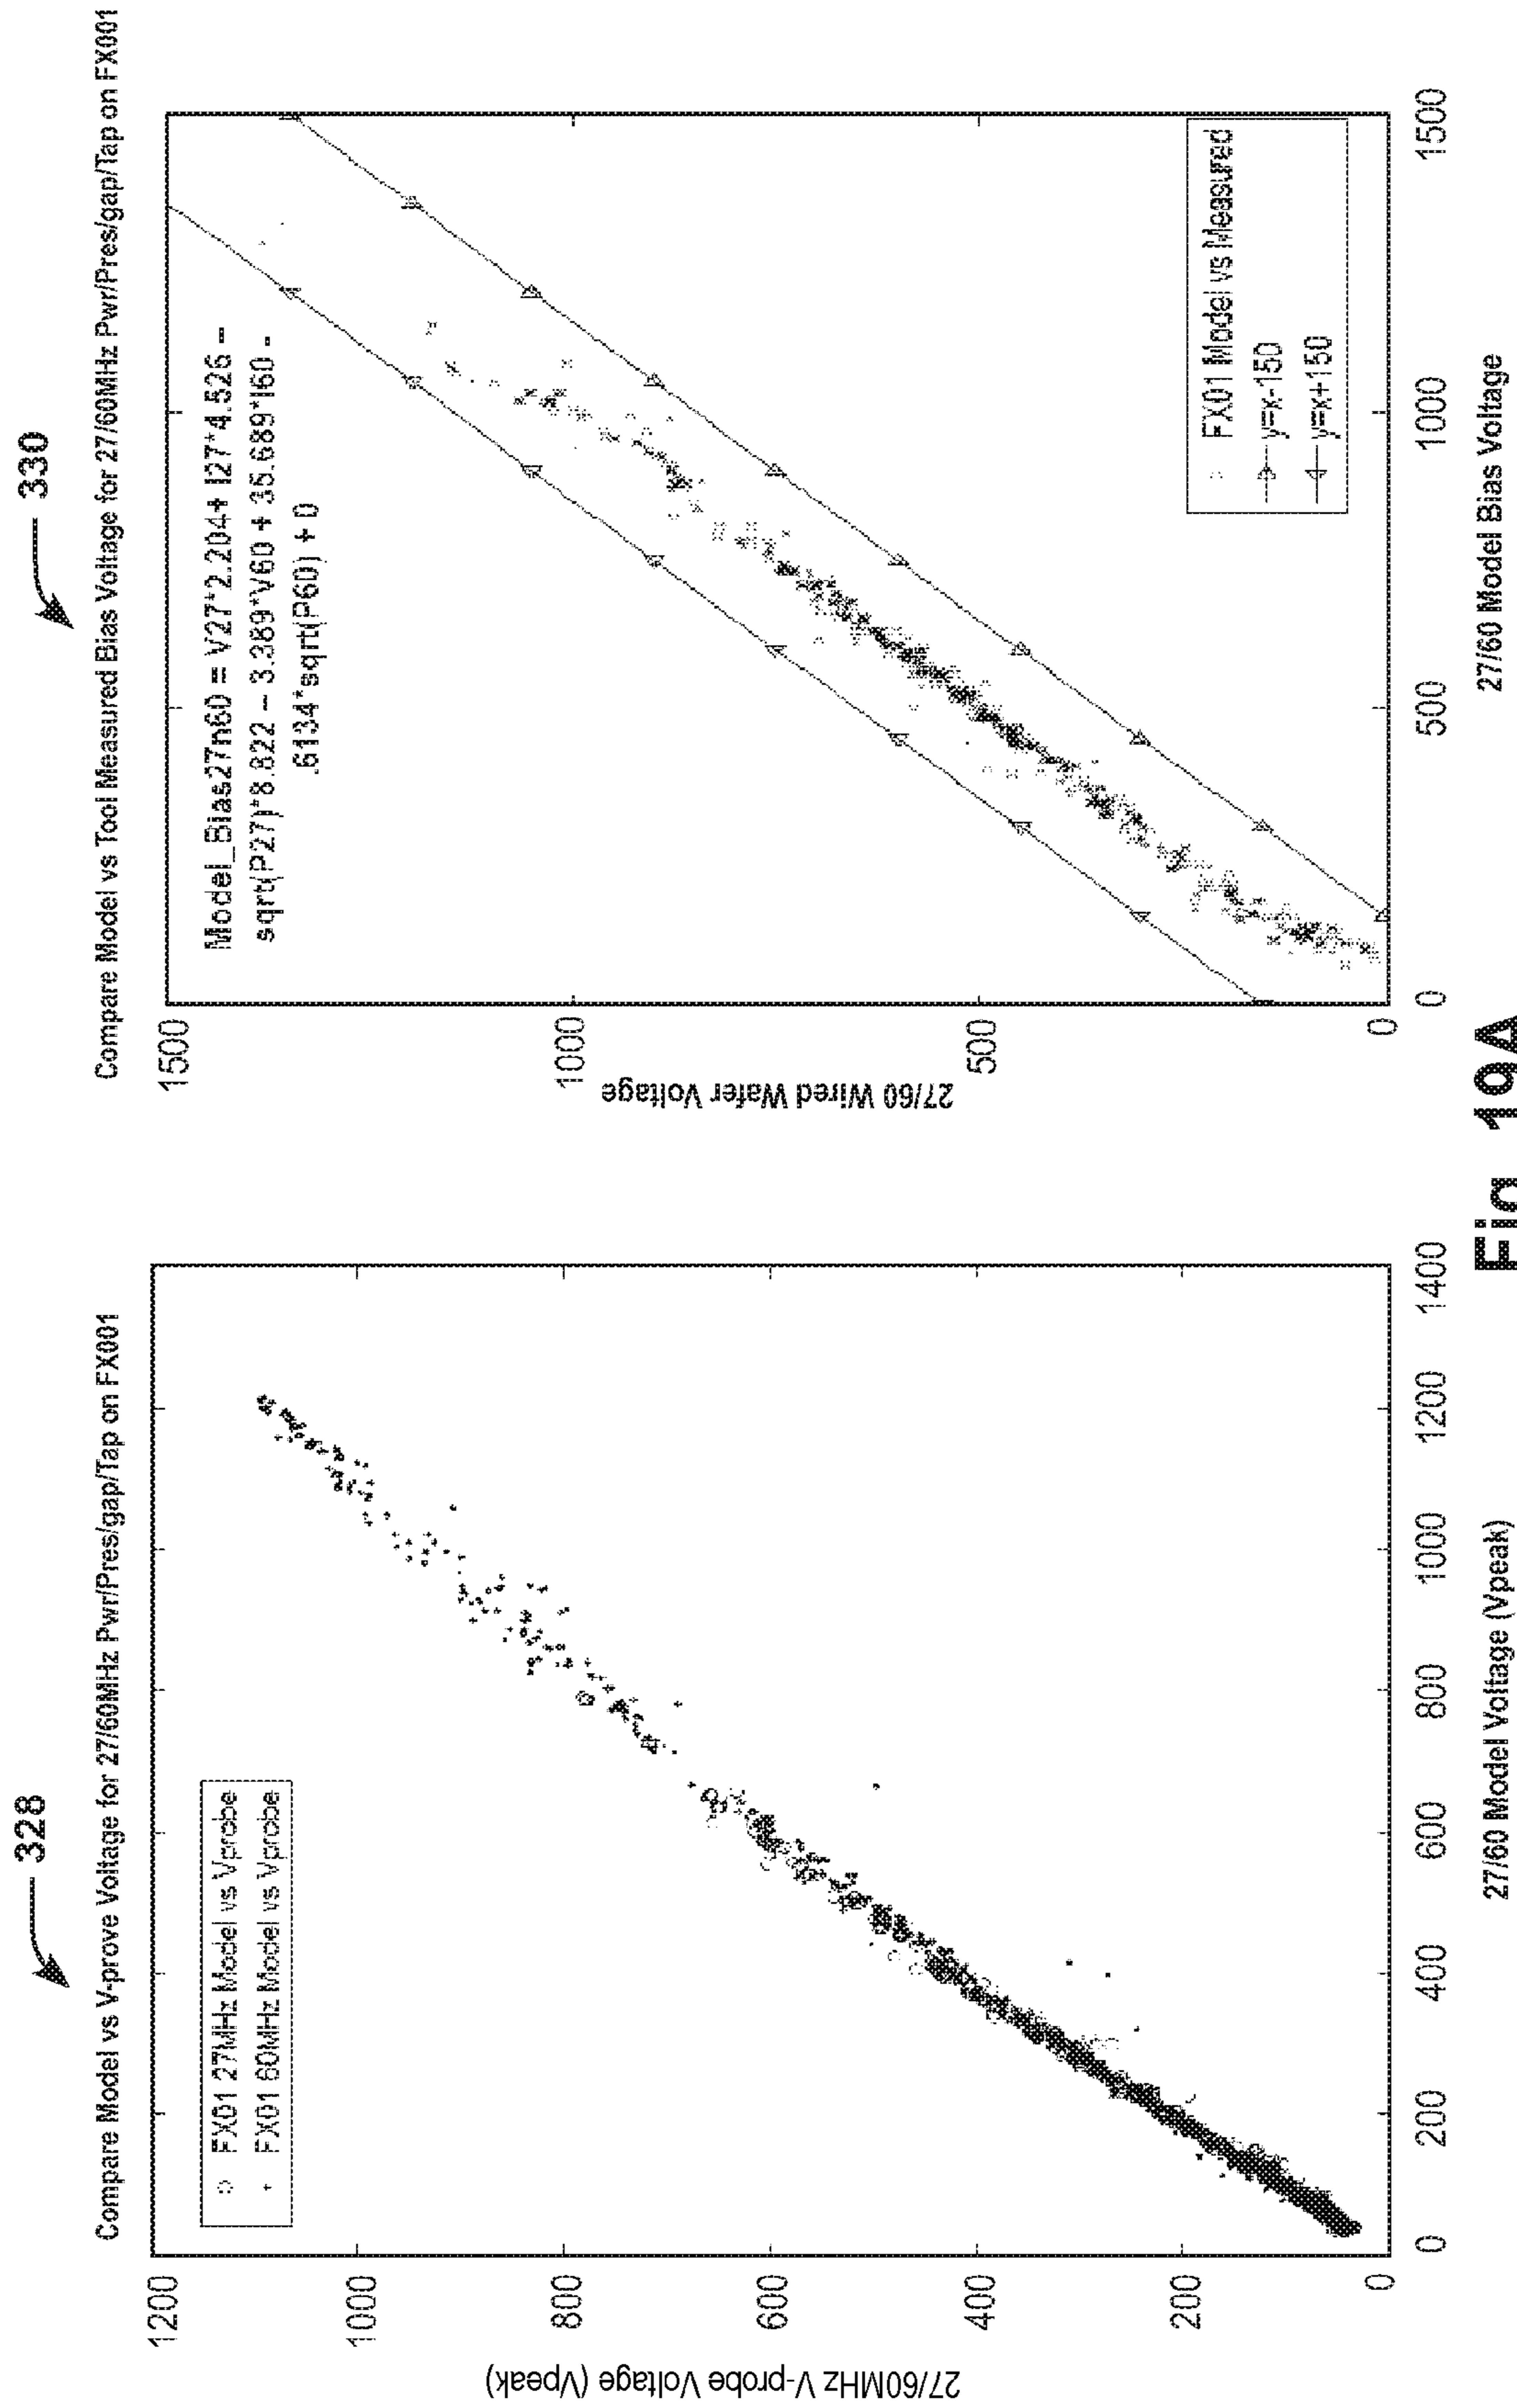 328
Compare Model vs V-prove Voltage for 27/60MHz Pwr/Pres/gap/Tap on FX001
27/60MHz V-probe Voltage (Vpeak)
1200
1000
800
600
400
200
0
FX01 27MHz Model vs Vprobe
FX01 60MHz Model vs Vprobe
0
200
400
600
800
1000
1200
1400
27/60 Model Voltage (Vpeak)
330
Compare Model vs Tool Measured Bias Voltage for 27/60MHz Pwr/Pres/gap/Tap on FX001
27/60 Wired Wafer Voltage
1500
1000
500
0
Model_Bias27n60 = V27*2.204+ I27*4.526 -
sqrt(P27)*8.822 – 3.389*V60 + 35.689*I60 -
.6134*sqrt(P60) + 0
FX01 Model vs Measured
y=x-150
y=x+150
0
500
1000
1500
27/60 Model Bias Voltage
Fig. 19A